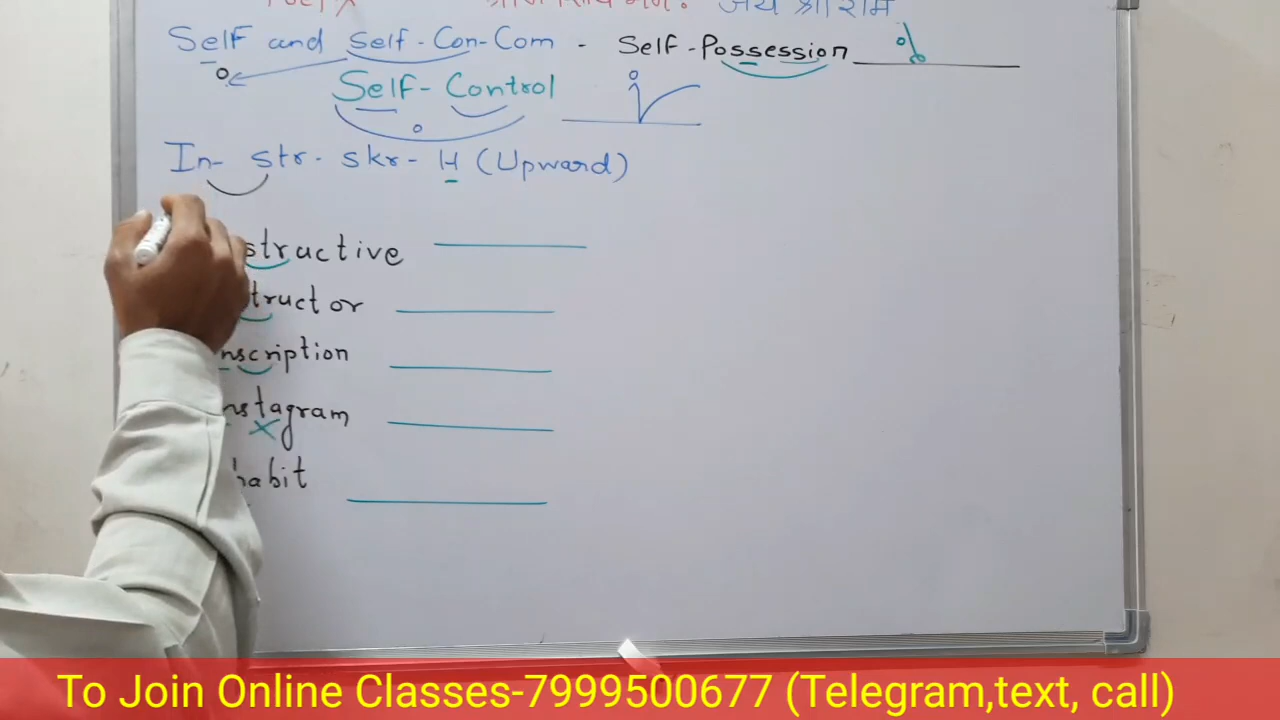 जय श्री राम
Self and Self-Con-Com - Self-Possession
Self-Control
In- str- skr- H (Upward)
structive
tructor
nscription
nstagram
habit
To Join Online Classes-7999500677 (Telegram,text, call)